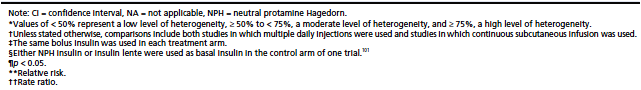 Note: CI = confidence interval, NA = not applicable, NPH = neutral protamine Hagedorn.
*Values of < 50% represent a low level of heterogeneity, ≥ 50% to < 75%, a moderate level of heterogeneity, and ≥ 75%, a high level of heterogeneity.
†Unless stated otherwise, comparisons include both studies in which multiple daily injections were used and studies in which continuous subcutaneous infusion was used.
‡The same bolus insulin was used in each treatment arm.
§Either NPH insulin or insulin lente were used as basal insulin in the control arm of one trial.101
¶p < 0.05.
**Relative risk.
††Rate ratio.